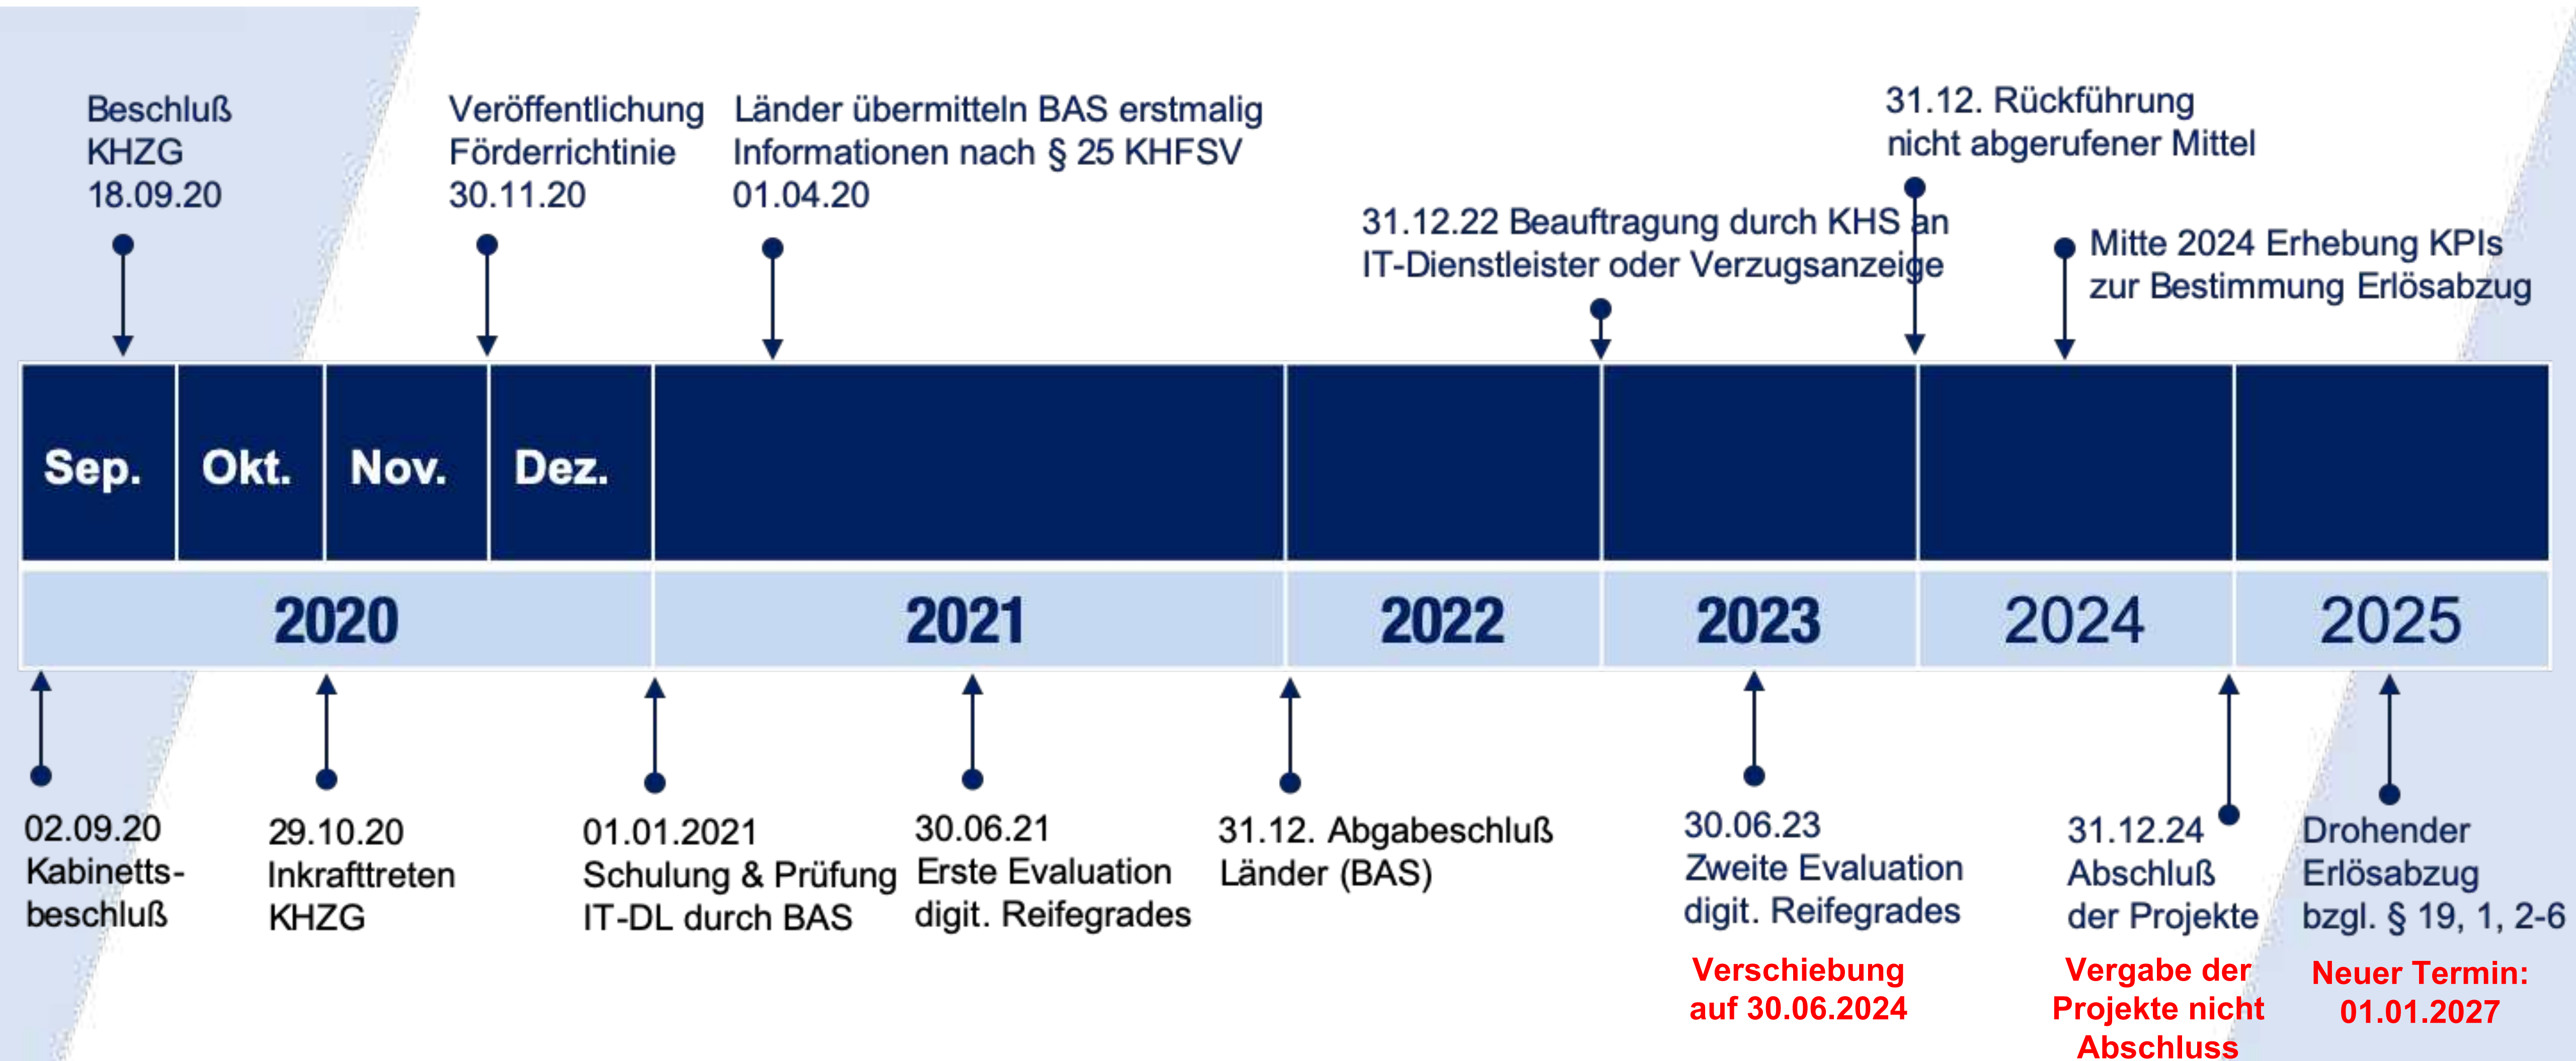 Beschluß
KHZG
18.09.20
Veröffentlichung
Förderrichtinie
30.11.20
Länder übermitteln BAS erstmalig
Informationen nach § 25 KHFSV
01.04.20
31.12.22 Beauftragung durch KHS an
IT-Dienstleister oder Verzugsanzeige
31.12. Rückführung
nicht abgerufener Mittel
Mitte 2024 Erhebung KPIs
zur Bestimmung Erlösabzug
Sep.
Okt.
Nov.
Dez.
2020
2021
2022
2023
2024
2025
02.09.20
Kabinetts-
beschluß
29.10.20
Inkrafttreten
KHZG
01.01.2021
Schulung & Prüfung
IT-DL durch BAS
30.06.21
Erste Evaluation
digit. Reifegrades
31.12. Abgabeschluß
Länder (BAS)
30.06.23
Zweite Evaluation
digit. Reifegrades
Verschiebung
auf 30.06.2024
31.12.24
Abschluß
der Projekte
Vergabe der
Projekte nicht
Abschluss
Drohender
Erlösabzug
bzgl. § 19, 1, 2-6
Neuer Termin:
01.01.2027